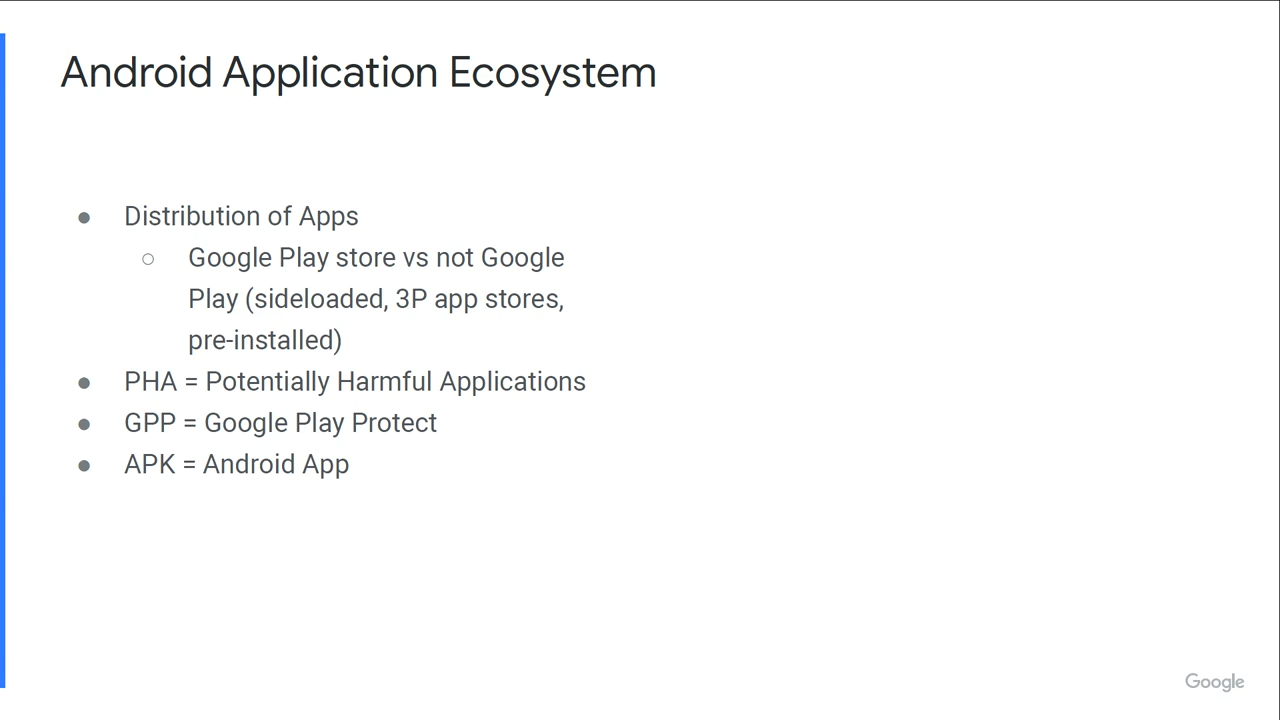 Android Application Ecosystem
● Distribution of Apps
○ Google Play store vs not Google
Play (sideloaded, 3P app stores,
pre-installed)
● PHA = Potentially Harmful Applications
● GPP = Google Play Protect
● APK = Android App
Google